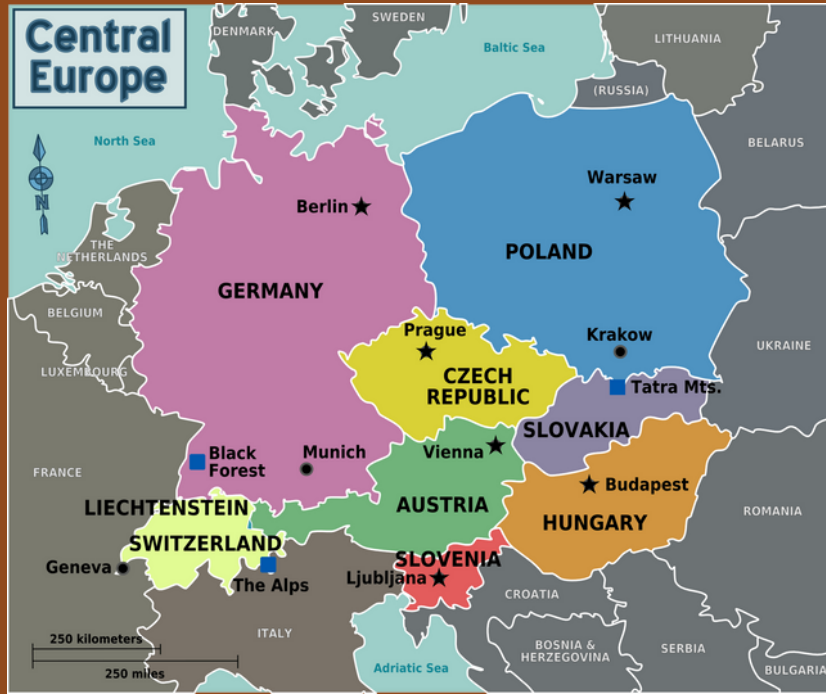 Central
Europe
DENMARK
SWEDEN
Baltic Sea
LITHUANIA
(RUSSIA)
North Sea
BELARUS
N
Berlin
Warsaw
THE
NETHERLANDS
POLAND
GERMANY
BELGIUM
Prague
Krakow
UKRAINE
LUXEMBOURG
CZECH
REPUBLIC
Tatra Mts.
SLOVAKIA
Black
Forest
Munich
Vienna
FRANCE
Budapest
LIECHTENSTEIN
AUSTRIA
ROMANIA
HUNGARY
SWITZERLAND
SLOVENIA
Geneva
The Alps
Ljubljana
CROATIA
ITALY
250 kilometers
250 miles
BOSNIA &
HERZEGOVINA
SERBIA
Adriatic Sea
BULGARIA